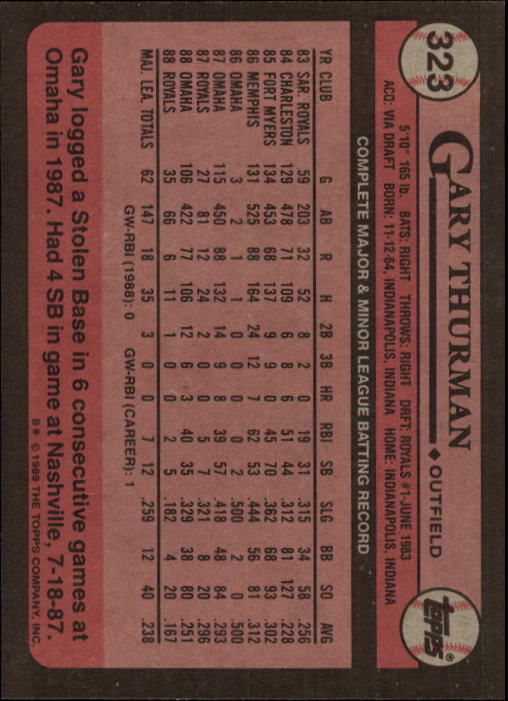 323
GARY THURMAN ◆ OUTFIELD
TOPPS®
5'10" 165 lb. BATS: RIGHT THROWS: RIGHT DRFT: ROYALS #1-JUNE 1983
ACQ: VIA DRAFT BORN: 11-12-64, INDIANAPOLIS, INDIANA HOME: INDIANAPOLIS, INDIANA
COMPLETE MAJOR & MINOR LEAGUE BATTING RECORD
YR CLUB G AB R H 2B 3B HR RBI SB SLG BB SO AVG
83 SAR. ROYALS 59 203 32 52 8 2 0 19 31 .315 34 58 .256
84 CHARLESTON 129 478 71 109 6 8 6 51 44 .312 81 127 .228
85 FORT MYERS 134 453 68 137 9 9 0 45 70 .382 68 93 .302
86 MEMPHIS 131 525 88 164 24 12 7 62 53 .444 56 81 .312
86 OMAHA 3 2 1 1 0 0 0 0 2 .500 2 0 .500
87 OMAHA 115 450 88 132 14 9 8 39 57 .418 48 84 .293
87 ROYALS 27 81 12 24 2 0 0 5 7 .321 8 20 .296
88 OMAHA 106 422 77 106 12 6 3 40 35 .329 38 80 .251
88 ROYALS 35 66 6 11 1 0 0 2 5 .182 4 20 .167
MAJ. LEA. TOTALS 62 147 18 35 3 0 0 7 12 .259 12 40 .238
GW-RBI (1988): 0 GW-RBI (CAREER): 1
Gary logged a Stolen Base in 6 consecutive games at
Omaha in 1987. Had 4 SB in game at Nashville, 7-18-87.
B* © 1989 THE TOPPS COMPANY, INC.